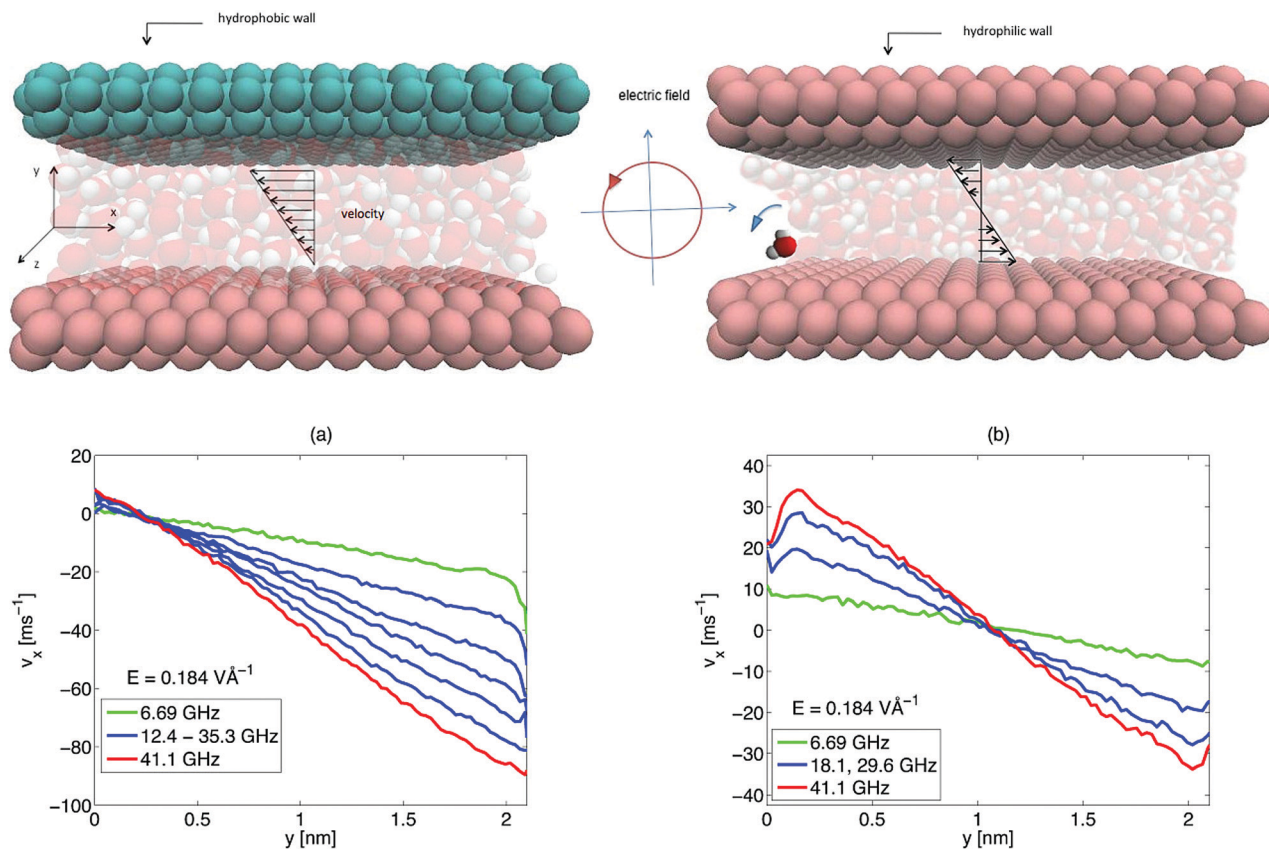 hydrophobic wall
hydrophilic wall
electric field
y
x
z
velocity
(a)
20
0
−20
−40
−60
−80
−100
v_x [ms⁻¹]
E = 0.184 VÅ⁻¹
6.69 GHz
12.4 − 35.3 GHz
41.1 GHz
0
0.5
1
1.5
2
y [nm]
(b)
40
30
20
10
0
−10
−20
−30
−40
v_x [ms⁻¹]
E = 0.184 VÅ⁻¹
6.69 GHz
18.1, 29.6 GHz
41.1 GHz
0
0.5
1
1.5
2
y [nm]